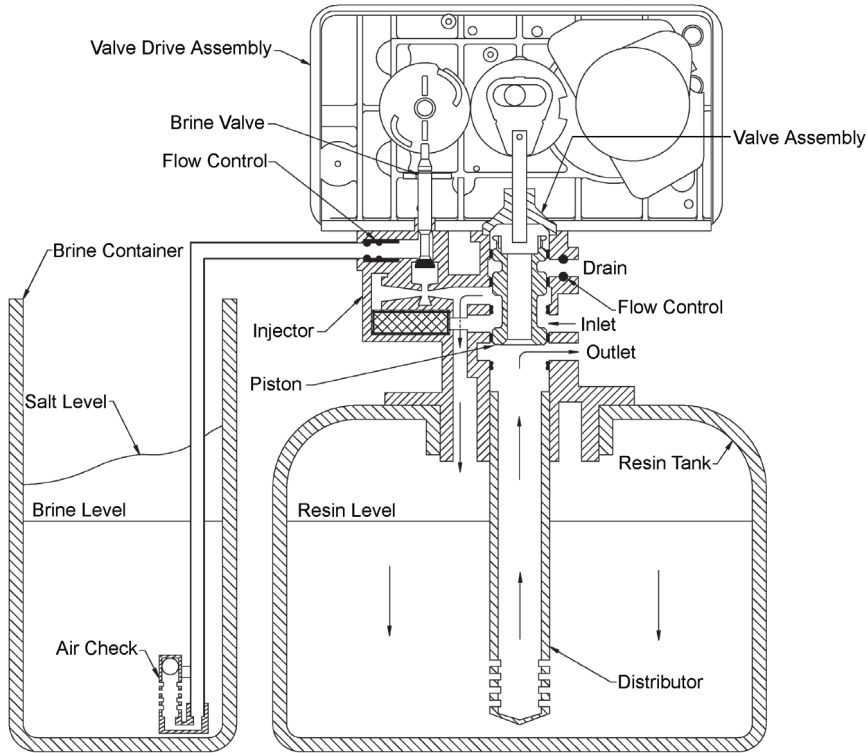 Valve Drive Assembly
Brine Valve
Valve Assembly
Flow Control
Brine Container
Drain
Flow Control
Injector
Inlet
Outlet
Piston
Salt Level
Resin Tank
Brine Level
Resin Level
Air Check
Distributor